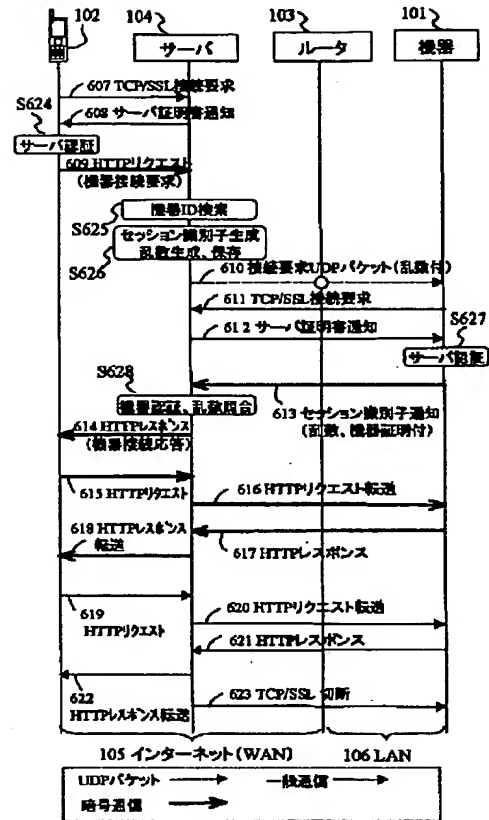 102
104
103
101
サーバ
ルータ
機器
607 TCP/SSL接続要求
S624
608 サーバ証明書通知
サーバ認証
609 HTTPリクエスト
(機器接続要求)
S625
機器ID検索
S626
セッション識別子生成
乱数生成、保存
610 接続要求UDPパケット(乱数付)
611 TCP/SSL接続要求
612 サーバ証明書通知
S627
サーバ認証
S628
機器認証、乱数照合
613 セッション識別子通知
(乱数、機器証明付)
614 HTTPレスポンス
(機器接続応答)
615 HTTPリクエスト
616 HTTPリクエスト転送
618 HTTPレスポンス
転送
617 HTTPレスポンス
619
HTTPリクエスト
620 HTTPリクエスト転送
621 HTTPレスポンス
622
HTTPレスポンス転送
623 TCP/SSL 切断
105 インターネット(WAN)
106 LAN
UDPパケット
一般通信
暗号通信